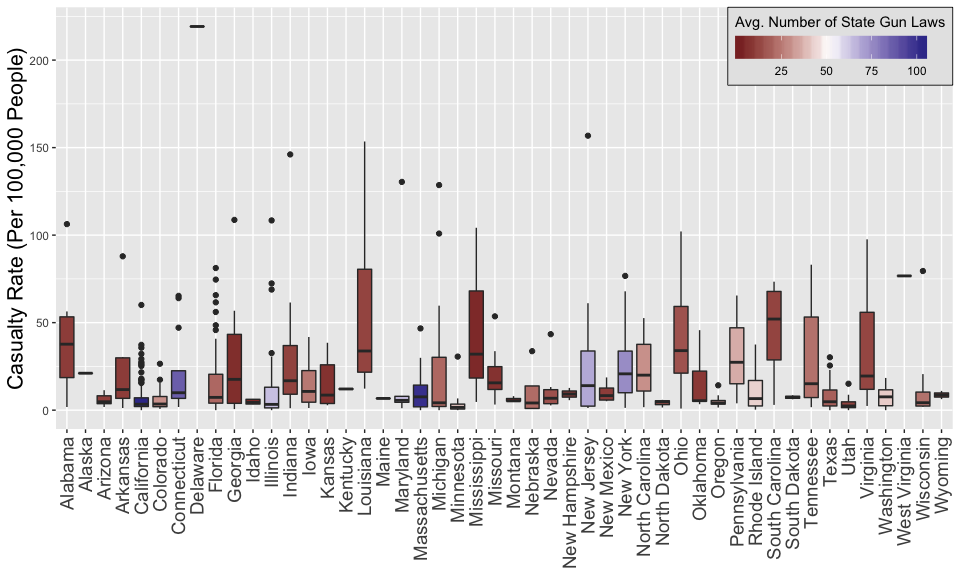 Avg. Number of State Gun Laws
25 50 75 100
Casualty Rate (Per 100,000 People)
200
150
100
50
0
Alabama
Alaska
Arizona
Arkansas
California
Colorado
Connecticut
Delaware
Florida
Georgia
Idaho
Illinois
Indiana
Iowa
Kansas
Kentucky
Louisiana
Maine
Maryland
Massachusetts
Michigan
Minnesota
Mississippi
Missouri
Montana
Nebraska
Nevada
New Hampshire
New Jersey
New Mexico
New York
North Carolina
North Dakota
Ohio
Oklahoma
Oregon
Pennsylvania
Rhode Island
South Carolina
South Dakota
Tennessee
Texas
Utah
Virginia
Washington
West Virginia
Wisconsin
Wyoming